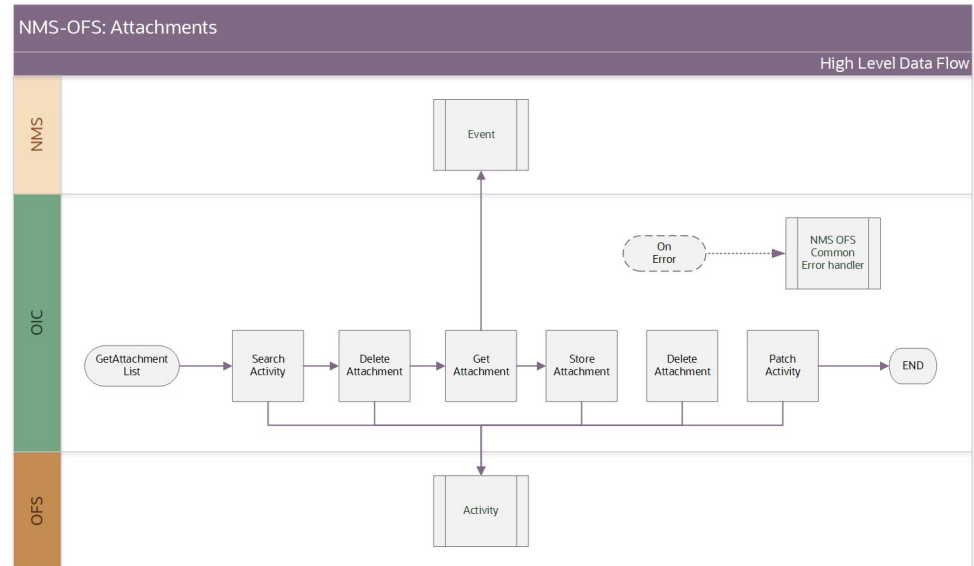 NMS-OFS: Attachments
High Level Data Flow
NMS
Event
OIC
On
Error
NMS OFS
Common
Error handler
GetAttachment
List
Search
Activity
Delete
Attachment
Get
Attachment
Store
Attachment
Delete
Attachment
Patch
Activity
END
OFS
Activity